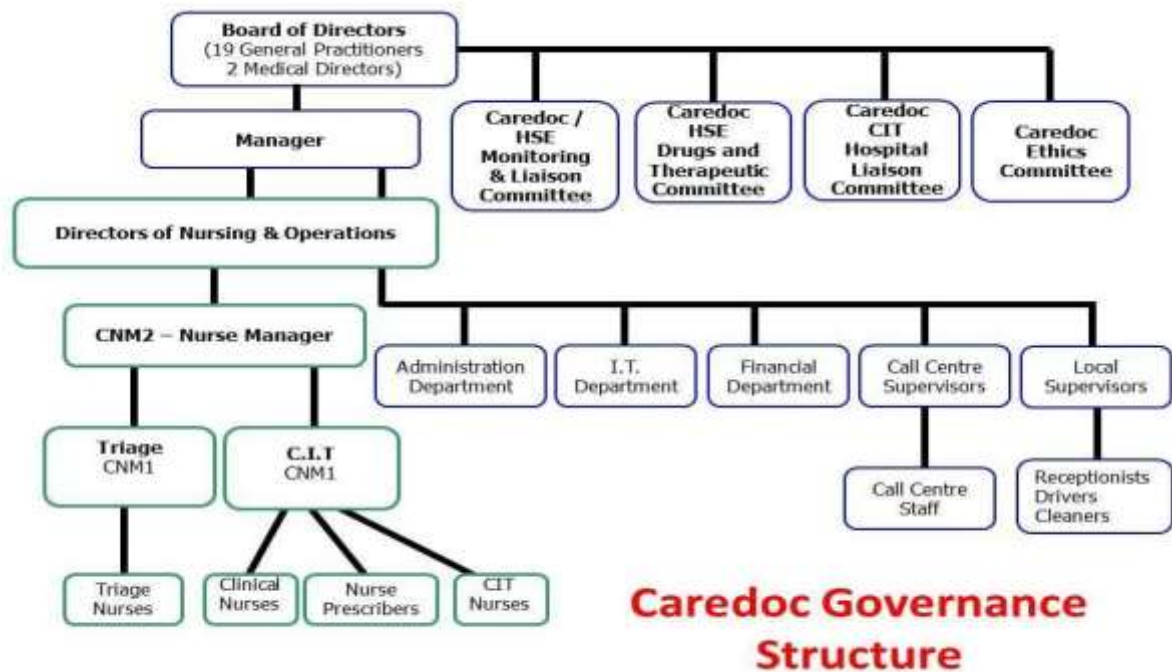 Board of Directors
(19 General Practitioners
2 Medical Directors)
Manager
Caredoc /
HSE
Monitoring
& Liaison
Committee
Caredoc
HSE
Drugs and
Therapeutic
Committee
Caredoc
CIT
Hospital
Liaison
Committee
Caredoc
Ethics
Committee
Directors of Nursing & Operations
CNM2 – Nurse Manager
Administration
Department
I.T.
Department
Financial
Department
Call Centre
Supervisors
Local
Supervisors
Triage
CNM1
C.I.T
CNM1
Call Centre
Staff
Receptionists
Drivers
Cleaners
Triage
Nurses
Clinical
Nurses
Nurse
Prescribers
CIT
Nurses
Caredoc Governance
Structure